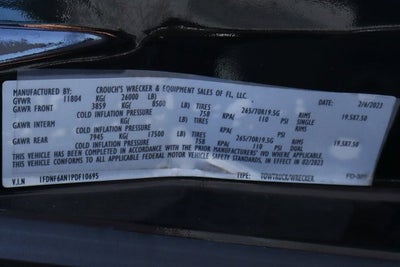 MANUFACTURED BY: CROUCH'S WRECKER & EQUIPMENT SALES OF FL, LLC. DATE: 2/6/2023
GVWR 11804 KG( 26000 LB)
GAWR FRONT 3859 KG( 8500 LB) TIRES 265/70R19.5G 19.5X7.50
COLD INFLATION PRESSURE 758 KPA( 110 PSI SINGLE
GAWR INTERM KG( LB) TIRES
COLD INFLATION PRESSURE KPA( PSI
GAWR REAR 7945 KG( 17500 LB) TIRES 265/70R19.5G 19.5X7.50
COLD INFLATION PRESSURE 758 KPA( 110 PSI DUAL
THIS VEHICLE HAS BEEN COMPLETED IN ACCORDANCE WITH THE
PRIOR MANUFACTURERS' IVD WHERE APPLICABLE. THIS VEHICLE CONFORMS
TO ALL APPLICABLE FEDERAL MOTOR VEHICLE SAFETY STANDARDS, IN EFFECT IN 02/2023
V.I.N 1FDNF6AN1PDF10695 TYPE: TOWTRUCK/WRECKER